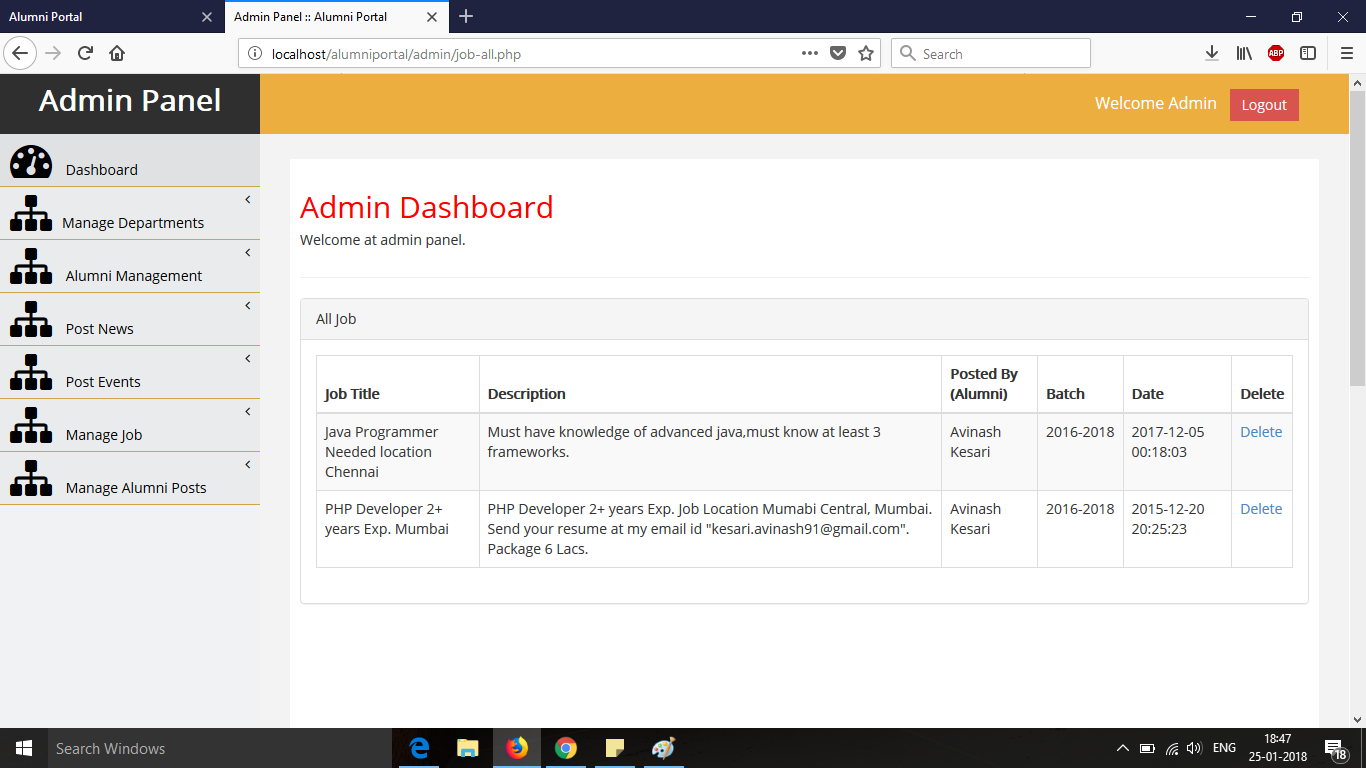 Alumni Portal
Admin Panel :: Alumni Portal
localhost/alumniportal/admin/job-all.php
Search
ABP
Admin Panel
Welcome Admin
Logout
Dashboard
Manage Departments
Alumni Management
Post News
Post Events
Manage Job
Manage Alumni Posts
Admin Dashboard
Welcome at admin panel.
All Job
Job Title
Description
Posted By
(Alumni)
Batch
Date
Delete
Java Programmer
Needed location
Chennai
Must have knowledge of advanced java,must know at least 3
frameworks.
Avinash
Kesari
2016-2018
2017-12-05
00:18:03
Delete
PHP Developer 2+
years Exp. Mumbai
PHP Developer 2+ years Exp. Job Location Mumabi Central, Mumbai.
Send your resume at my email id "kesari.avinash91@gmail.com".
Package 6 Lacs.
Avinash
Kesari
2016-2018
2015-12-20
20:25:23
Delete
Search Windows
ENG
18:47
25-01-2018
18